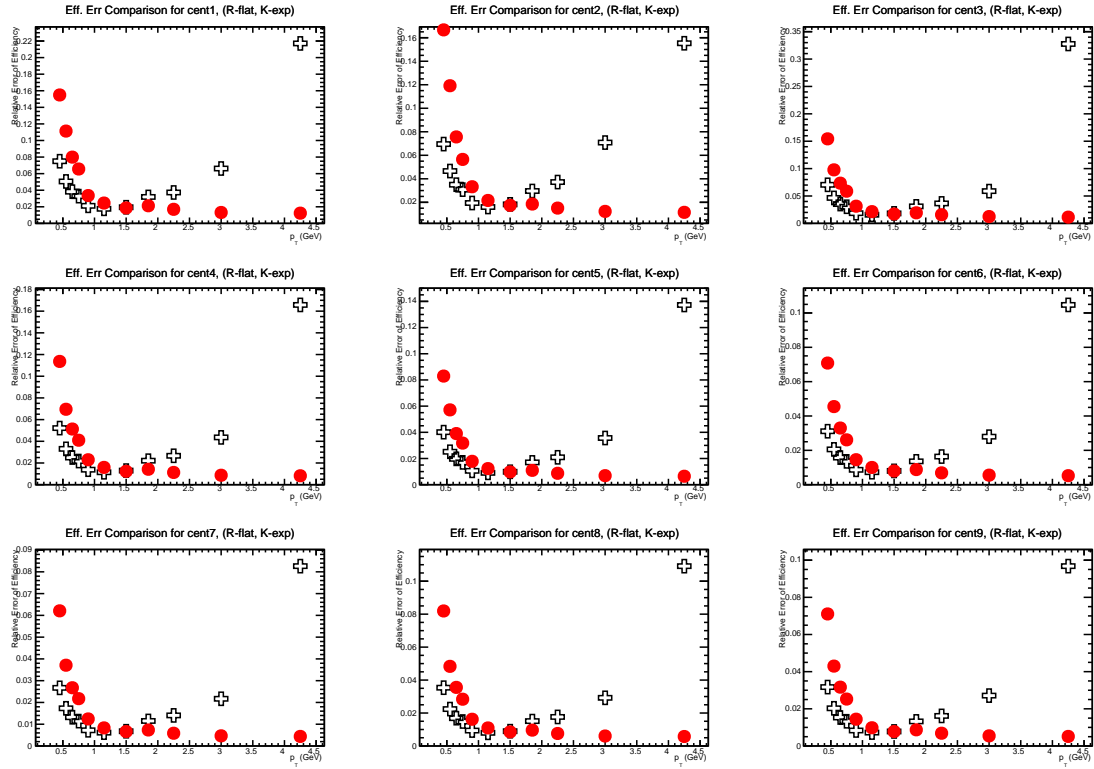 Eff. Err Comparison for cent1, (R-flat, K-exp)
Relative Error of Efficiency
0.22
0.2
0.18
0.16
0.14
0.12
0.1
0.08
0.06
0.04
0.02
0
0.5 1 1.5 2 2.5 3 3.5 4 4.5
p_T (GeV)
Eff. Err Comparison for cent2, (R-flat, K-exp)
Relative Error of Efficiency
0.16
0.14
0.12
0.1
0.08
0.06
0.04
0.02
0.5 1 1.5 2 2.5 3 3.5 4 4.5
p_T (GeV)
Eff. Err Comparison for cent3, (R-flat, K-exp)
Relative Error of Efficiency
0.35
0.3
0.25
0.2
0.15
0.1
0.05
0
0.5 1 1.5 2 2.5 3 3.5 4 4.5
p_T (GeV)
Eff. Err Comparison for cent4, (R-flat, K-exp)
Relative Error of Efficiency
0.18
0.16
0.14
0.12
0.1
0.08
0.06
0.04
0.02
0
0.5 1 1.5 2 2.5 3 3.5 4 4.5
p_T (GeV)
Eff. Err Comparison for cent5, (R-flat, K-exp)
Relative Error of Efficiency
0.14
0.12
0.1
0.08
0.06
0.04
0.02
0
0.5 1 1.5 2 2.5 3 3.5 4 4.5
p_T (GeV)
Eff. Err Comparison for cent6, (R-flat, K-exp)
Relative Error of Efficiency
0.1
0.08
0.06
0.04
0.02
0
0.5 1 1.5 2 2.5 3 3.5 4 4.5
p_T (GeV)
Eff. Err Comparison for cent7, (R-flat, K-exp)
Relative Error of Efficiency
0.09
0.08
0.07
0.06
0.05
0.04
0.03
0.02
0.01
0
0.5 1 1.5 2 2.5 3 3.5 4 4.5
p_T (GeV)
Eff. Err Comparison for cent8, (R-flat, K-exp)
Relative Error of Efficiency
0.1
0.08
0.06
0.04
0.02
0
0.5 1 1.5 2 2.5 3 3.5 4 4.5
p_T (GeV)
Eff. Err Comparison for cent9, (R-flat, K-exp)
Relative Error of Efficiency
0.1
0.08
0.06
0.04
0.02
0
0.5 1 1.5 2 2.5 3 3.5 4 4.5
p_T (GeV)